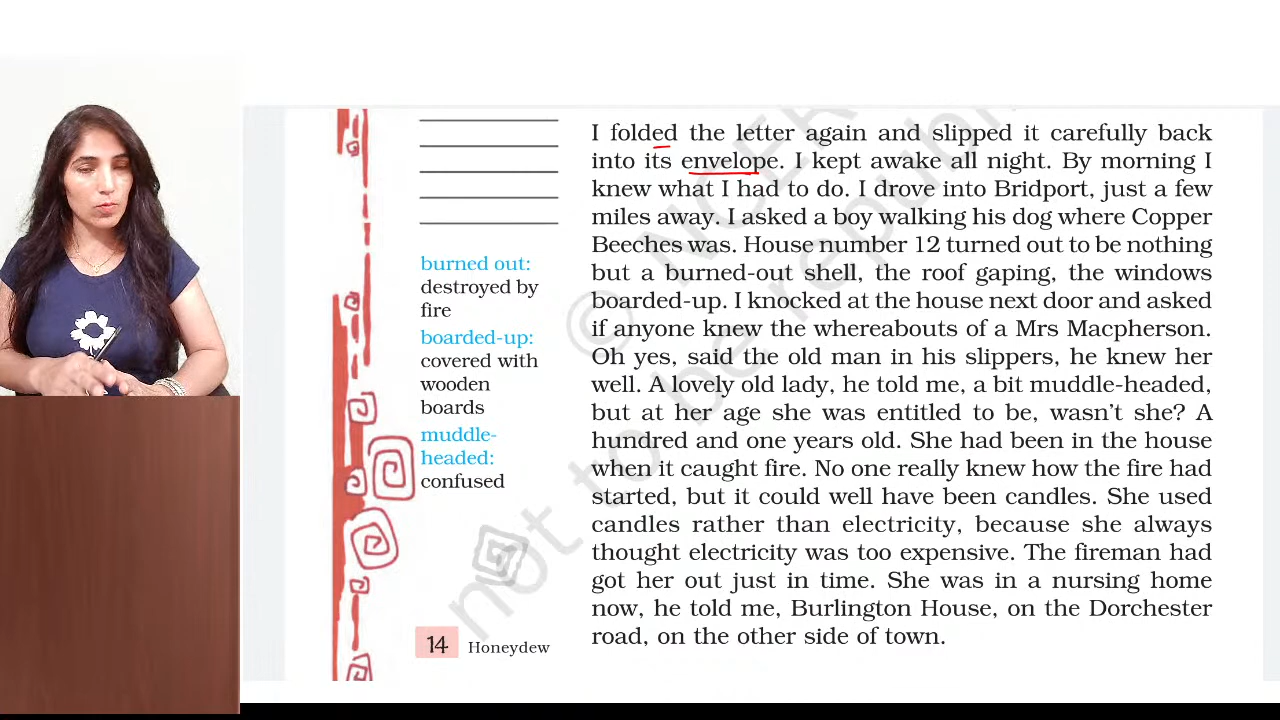 I folded the letter again and slipped it carefully back
into its envelope. I kept awake all night. By morning I
knew what I had to do. I drove into Bridport, just a few
miles away. I asked a boy walking his dog where Copper
Beeches was. House number 12 turned out to be nothing
but a burned-out shell, the roof gaping, the windows
boarded-up. I knocked at the house next door and asked
if anyone knew the whereabouts of a Mrs Macpherson.
Oh yes, said the old man in his slippers, he knew her
well. A lovely old lady, he told me, a bit muddle-headed,
but at her age she was entitled to be, wasn't she? A
hundred and one years old. She had been in the house
when it caught fire. No one really knew how the fire had
started, but it could well have been candles. She used
candles rather than electricity, because she always
thought electricity was too expensive. The fireman had
got her out just in time. She was in a nursing home
now, he told me, Burlington House, on the Dorchester
road, on the other side of town.
burned out:
destroyed by
fire
boarded-up:
covered with
wooden
boards
muddle-
headed:
confused
14 Honeydew
© NCER
not to be republ